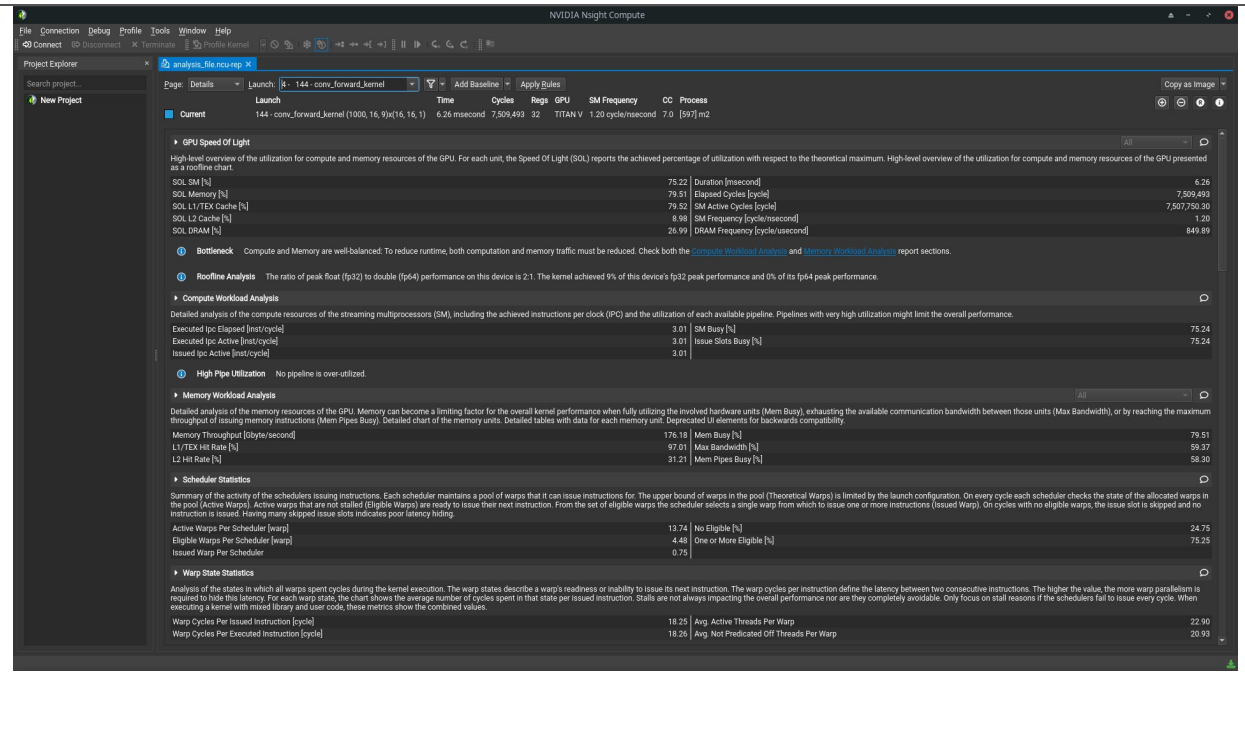 NVIDIA Nsight Compute
File Connection Debug Profile Tools Window Help
Connect Disconnect Terminate Profile Kernel
Project Explorer
analysis_file.ncu-rep
Search project...
New Project
Page: Details Launch: 4 - 144 - conv_forward_kernel Add Baseline Apply Rules Copy as Image
Launch Time Cycles Regs GPU SM Frequency CC Process
Current 144 - conv_forward_kernel (1000, 16, 9)x(16, 16, 1) 6.26 msecond 7,509,493 32 TITAN V 1.20 cycle/nsecond 7.0 [597] m2
GPU Speed Of Light All
High-level overview of the utilization for compute and memory resources of the GPU. For each unit, the Speed Of Light (SOL) reports the achieved percentage of utilization with respect to the theoretical maximum. High-level overview of the utilization for compute and memory resources of the GPU presented
as a roofline chart.
SOL SM [%] 75.22 Duration [msecond] 6.26
SOL Memory [%] 79.51 Elapsed Cycles [cycle] 7,509,493
SOL L1/TEX Cache [%] 79.52 SM Active Cycles [cycle] 7,507,750.30
SOL L2 Cache [%] 8.98 SM Frequency [cycle/nsecond] 1.20
SOL DRAM [%] 26.99 DRAM Frequency [cycle/usecond] 849.89
Bottleneck Compute and Memory are well-balanced: To reduce runtime, both computation and memory traffic must be reduced. Check both the Compute Workload Analysis and Memory Workload Analysis report sections.
Roofline Analysis The ratio of peak float (fp32) to double (fp64) performance on this device is 2:1. The kernel achieved 9% of this device's fp32 peak performance and 0% of its fp64 peak performance.
Compute Workload Analysis
Detailed analysis of the compute resources of the streaming multiprocessors (SM), including the achieved instructions per clock (IPC) and the utilization of each available pipeline. Pipelines with very high utilization might limit the overall performance.
Executed Ipc Elapsed [inst/cycle] 3.01 SM Busy [%] 75.24
Executed Ipc Active [inst/cycle] 3.01 Issue Slots Busy [%] 75.24
Issued Ipc Active [inst/cycle] 3.01
High Pipe Utilization No pipeline is over-utilized.
Memory Workload Analysis All
Detailed analysis of the memory resources of the GPU. Memory can become a limiting factor for the overall kernel performance when fully utilizing the involved hardware units (Mem Busy), exhausting the available communication bandwidth between those units (Max Bandwidth), or by reaching the maximum
throughput of issuing memory instructions (Mem Pipes Busy). Detailed chart of the memory units. Detailed tables with data for each memory unit. Deprecated UI elements for backwards compatibility.
Memory Throughput [Gbyte/second] 176.18 Mem Busy [%] 79.51
L1/TEX Hit Rate [%] 97.01 Max Bandwidth [%] 59.37
L2 Hit Rate [%] 31.21 Mem Pipes Busy [%] 58.30
Scheduler Statistics
Summary of the activity of the schedulers issuing instructions. Each scheduler maintains a pool of warps that it can issue instructions for. The upper bound of warps in the pool (Theoretical Warps) is limited by the launch configuration. On every cycle each scheduler checks the state of the allocated warps in
the pool (Active Warps). Active warps that are not stalled (Eligible Warps) are ready to issue their next instruction. From the set of eligible warps the scheduler selects a single warp from which to issue one or more instructions (Issued Warp). On cycles with no eligible warps, the issue slot is skipped and no
instruction is issued. Having many skipped issue slots indicates poor latency hiding.
Active Warps Per Scheduler [warp] 13.74 No Eligible [%] 24.75
Eligible Warps Per Scheduler [warp] 4.48 One or More Eligible [%] 75.25
Issued Warp Per Scheduler 0.75
Warp State Statistics
Analysis of the states in which all warps spent cycles during the kernel execution. The warp states describe a warp's readiness or inability to issue its next instruction. The warp cycles per instruction define the latency between two consecutive instructions. The higher the value, the more warp parallelism is
required to hide this latency. For each warp state, the chart shows the average number of cycles spent in that state per issued instruction. Stalls are not always impacting the overall performance nor are they completely avoidable. Only focus on stall reasons if the schedulers fail to issue every cycle. When
executing a kernel with mixed library and user code, these metrics show the combined values.
Warp Cycles Per Issued Instruction [cycle] 18.25 Avg. Active Threads Per Warp 22.90
Warp Cycles Per Executed Instruction [cycle] 18.26 Avg. Not Predicated Off Threads Per Warp 20.93